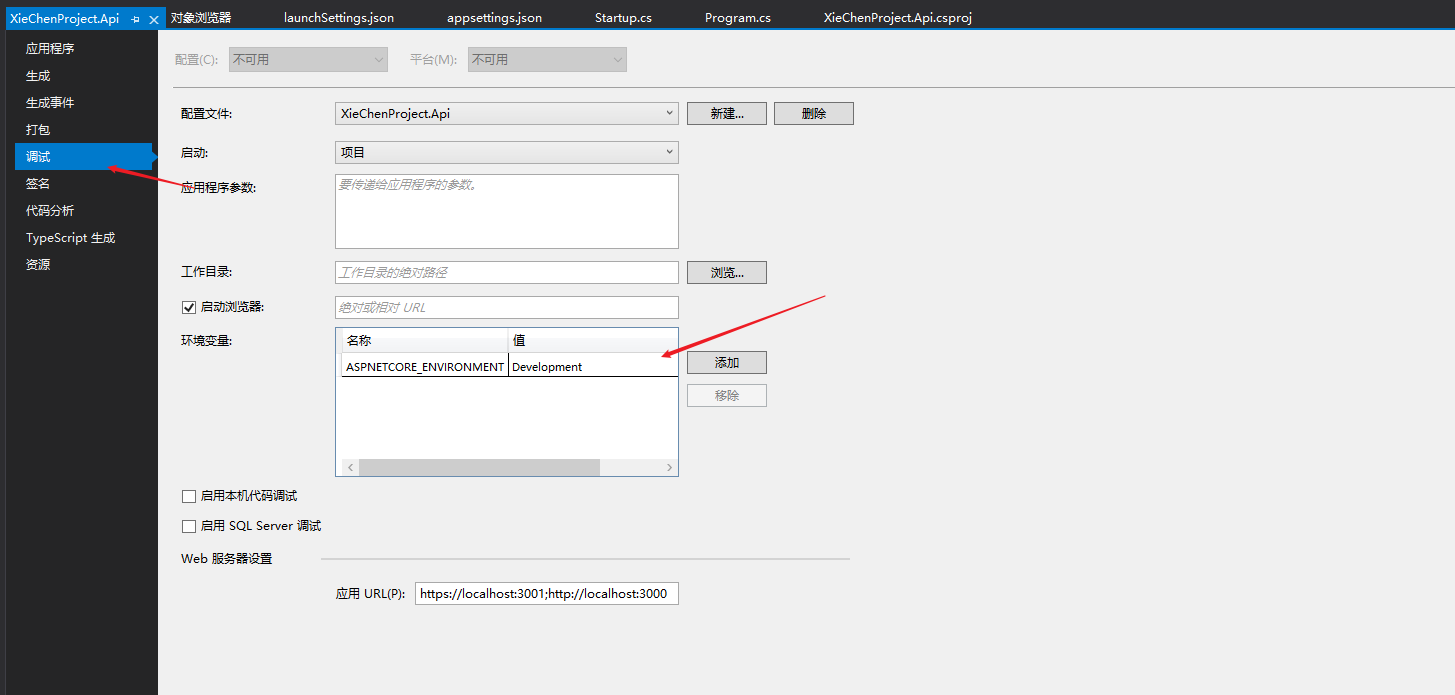 XieChenProject.Api
对象浏览器
launchSettings.json
appsettings.json
Startup.cs
Program.cs
XieChenProject.Api.csproj
应用程序
生成
生成事件
打包
调试
签名
代码分析
TypeScript 生成
资源
配置(C):
不可用
平台(M):
不可用
配置文件:
XieChenProject.Api
新建...
删除
启动:
项目
应用程序参数:
要传递给应用程序的参数。
工作目录:
工作目录的绝对路径
浏览...
启动浏览器:
绝对或相对 URL
环境变量:
名称
值
ASPNETCORE_ENVIRONMENT
Development
添加
移除
启用本机代码调试
启用 SQL Server 调试
Web 服务器设置
应用 URL(P):
https://localhost:3001;http://localhost:3000